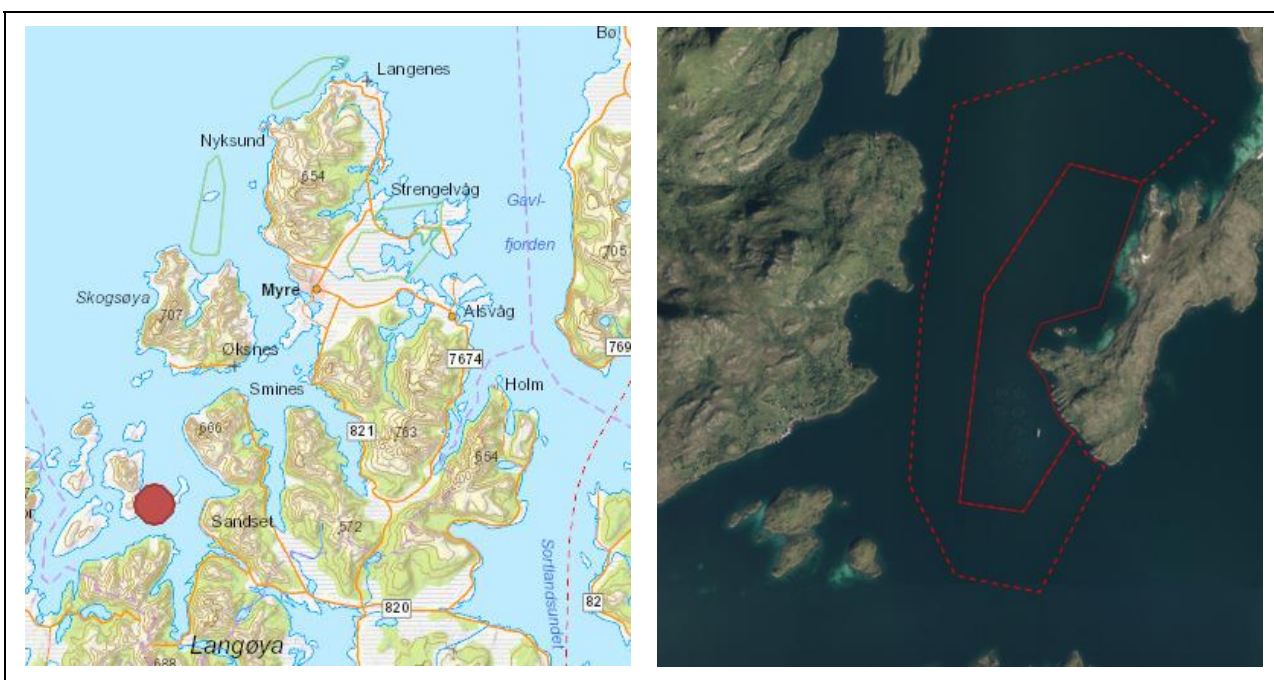 Bø
Langenes
Nyksund
654
Strengelvåg
Gavl-
fjorden
705
Skogsøya
Myre
707
Alsvåg
Øksnes
7674
769
Smines
Holm
666
821
763
654
Sandset
572
Sortlandsundet
820
82
Langøya
688